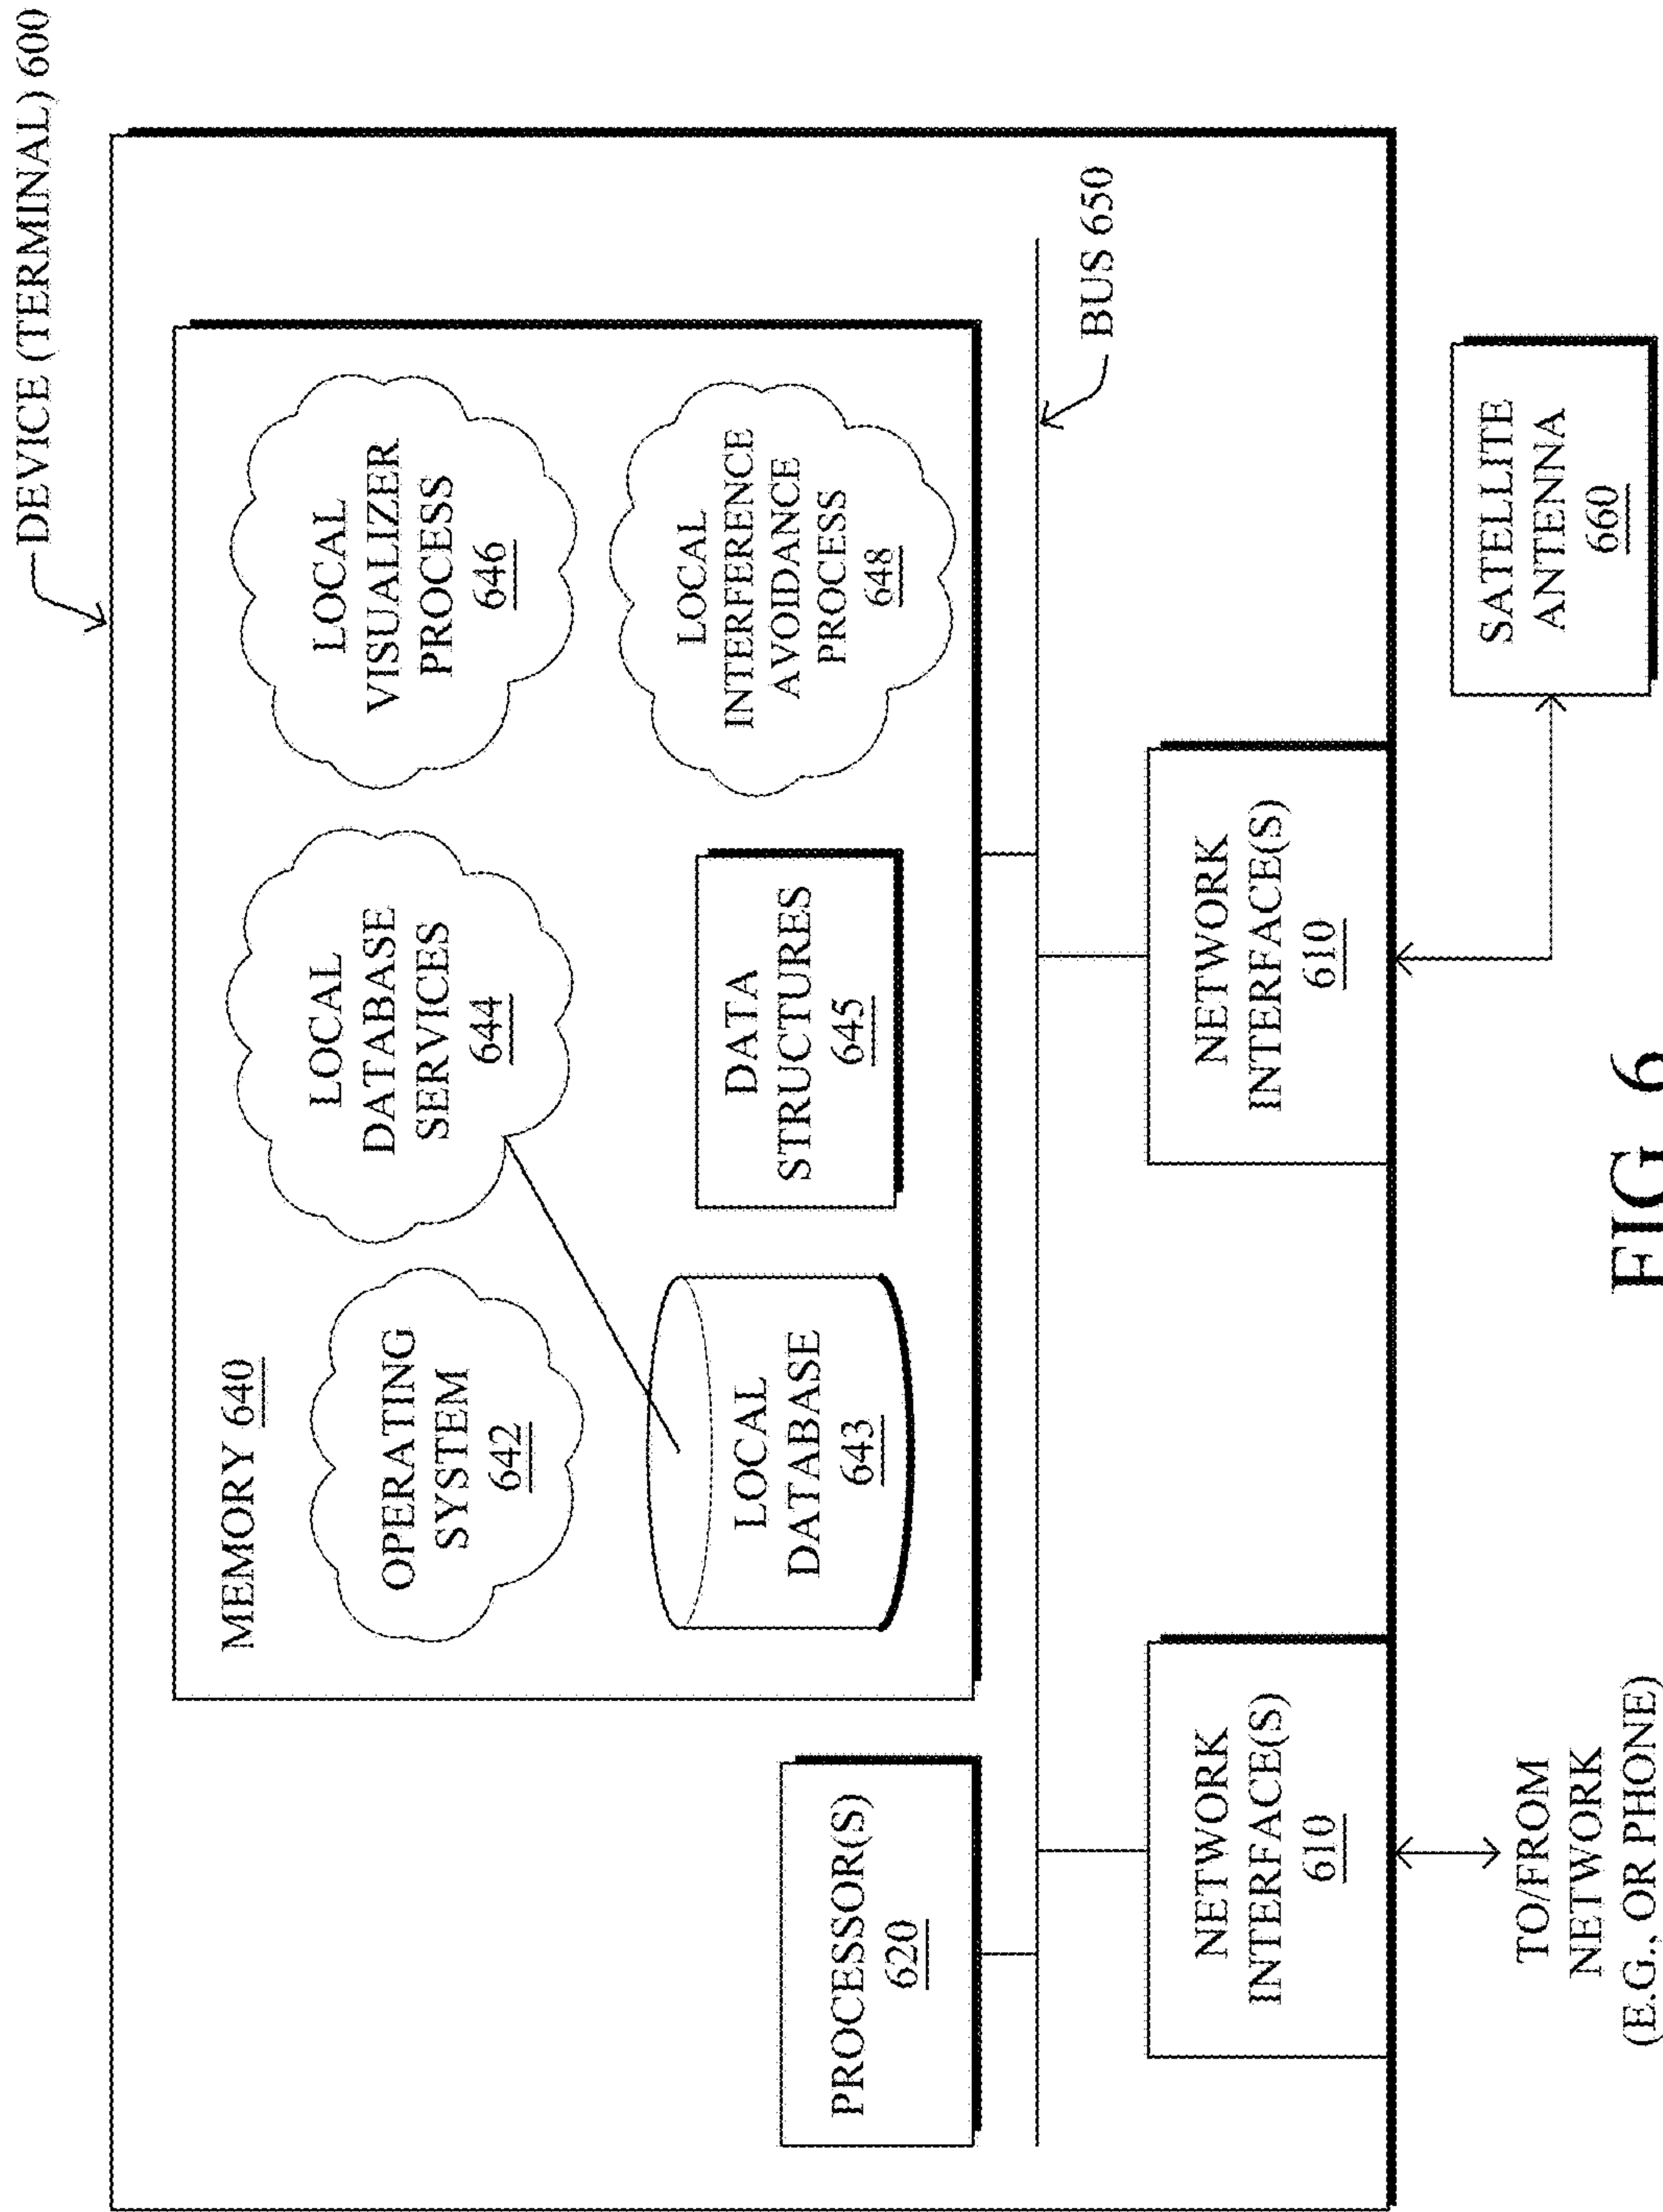 DEVICE (TERMINAL) 600
MEMORY 640
OPERATING
SYSTEM
642
LOCAL
DATABASE
SERVICES
644
LOCAL
VISUALIZER
PROCESS
646
LOCAL
DATABASE
643
DATA
STRUCTURES
645
LOCAL
INTERFERENCE
AVOIDANCE
PROCESS
648
PROCESSOR(S)
620
BUS 650
NETWORK
INTERFACE(S)
610
NETWORK
INTERFACE(S)
610
TO/FROM
NETWORK
(E.G., OR PHONE)
SATELLITE
ANTENNA
660
FIG. 6